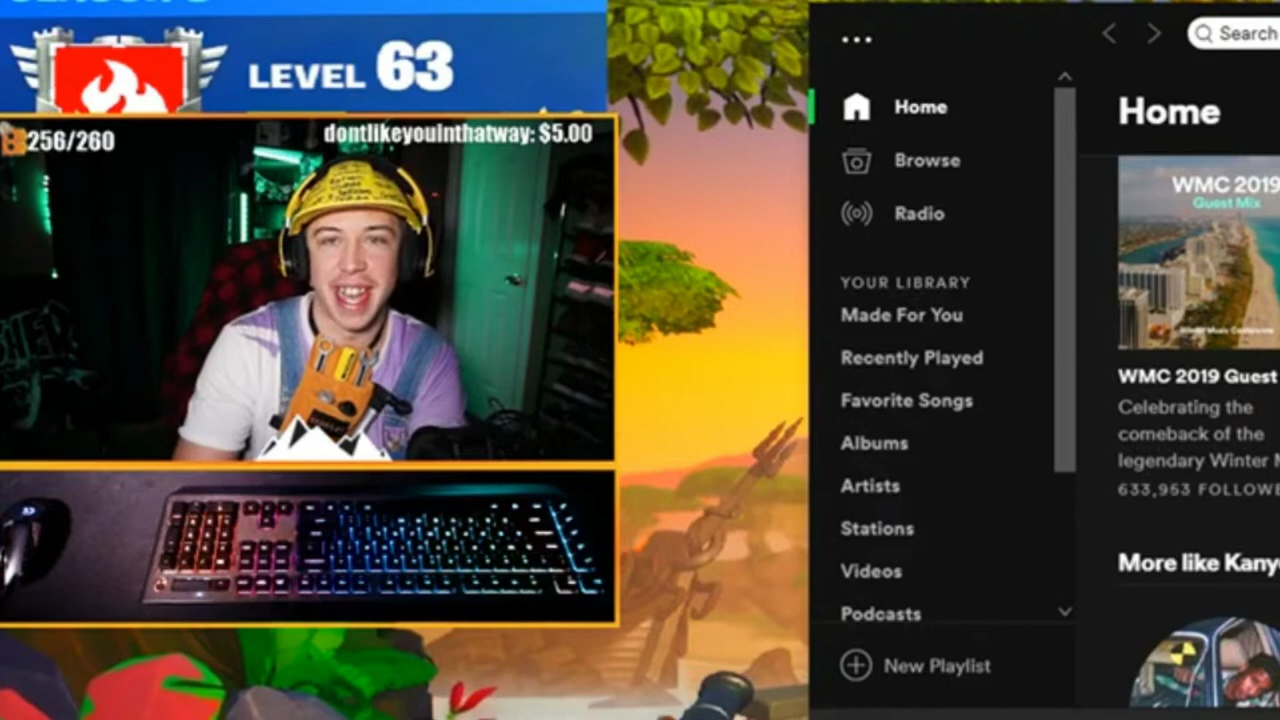 LEVEL 63
256/260
dontlikeyouInthatway: $5.00
Search
Home
Browse
Radio
YOUR LIBRARY
Made For You
Recently Played
Favorite Songs
Albums
Artists
Stations
Videos
Podcasts
New Playlist
Home
WMC 2019
Guest Mix
WMC 2019 Guest
Celebrating the
comeback of the
legendary Winter
633,953 FOLLOWE
More like Kany